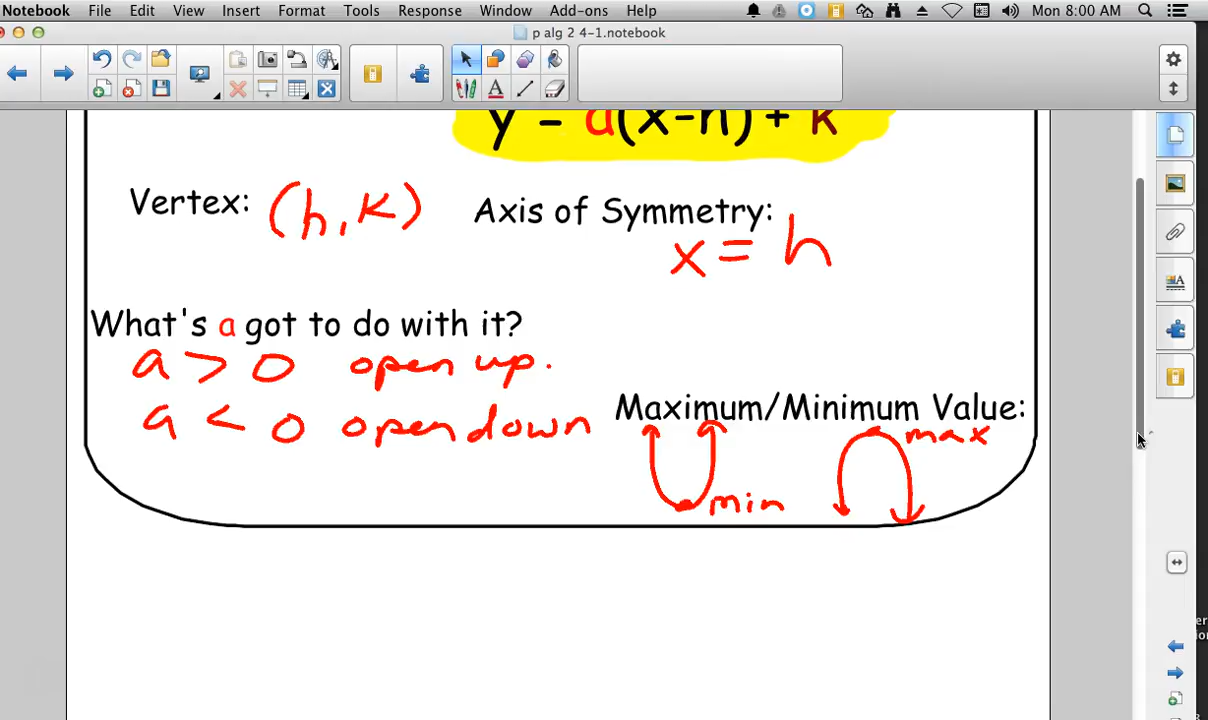 Notebook File Edit View Insert Format Tools Response Window Add-ons Help Mon 8:00 AM
p alg 2 4-1.notebook
y = a(x-h) + k
Vertex: (h, k) Axis of Symmetry:
x = h
What's a got to do with it?
a > 0 open up.
a < 0 open down
Maximum/Minimum Value:
max
min